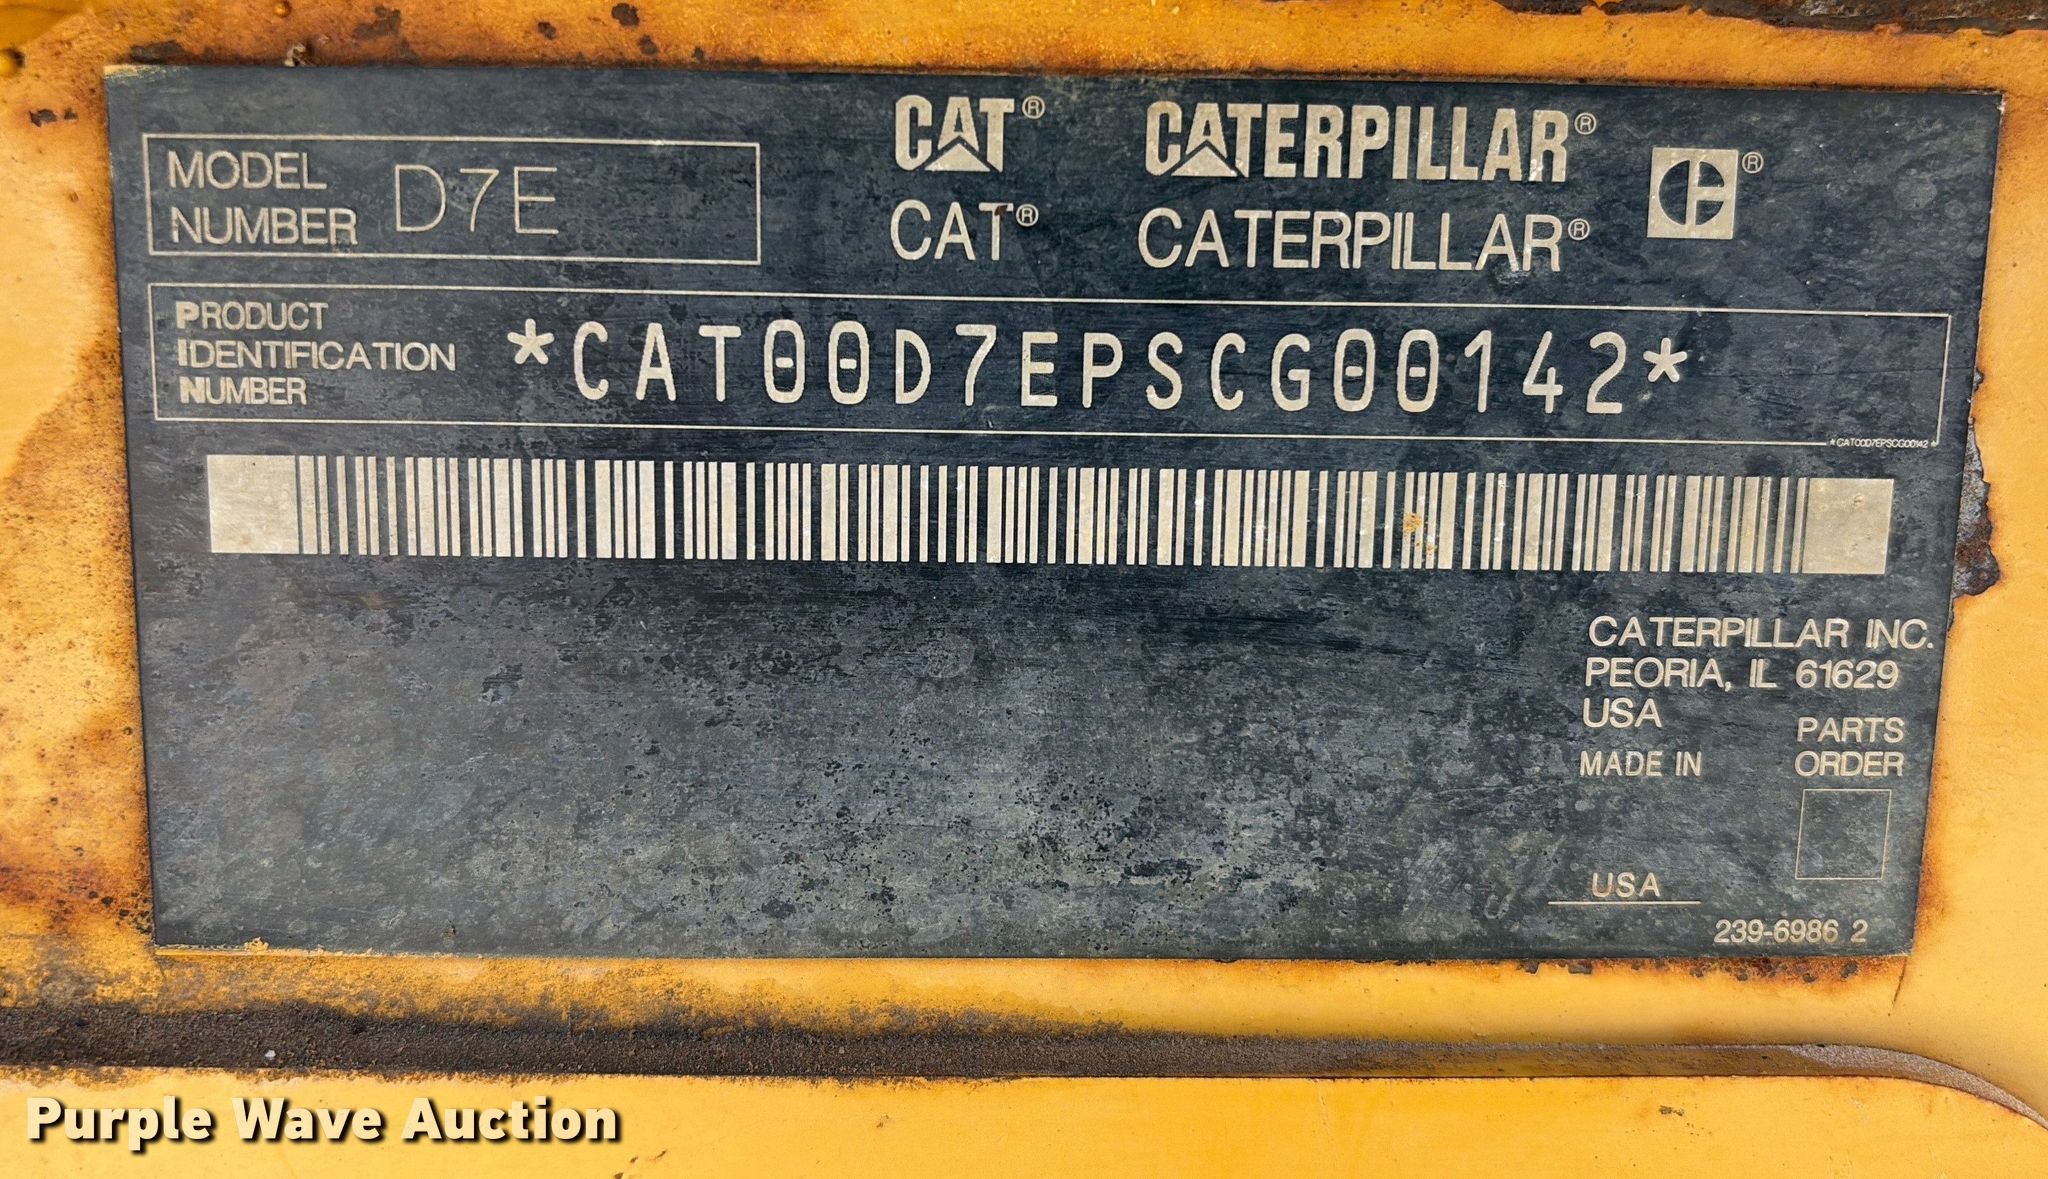 CAT® CATERPILLAR®
MODEL NUMBER D7E
CAT® CATERPILLAR®
PRODUCT
IDENTIFICATION
NUMBER
*CAT00D7EPSCG00142*
*CAT00D7EPSCG00142*
CATERPILLAR INC.
PEORIA, IL 61629
USA
MADE IN
USA
PARTS
ORDER
239-6986 2
Purple Wave Auction